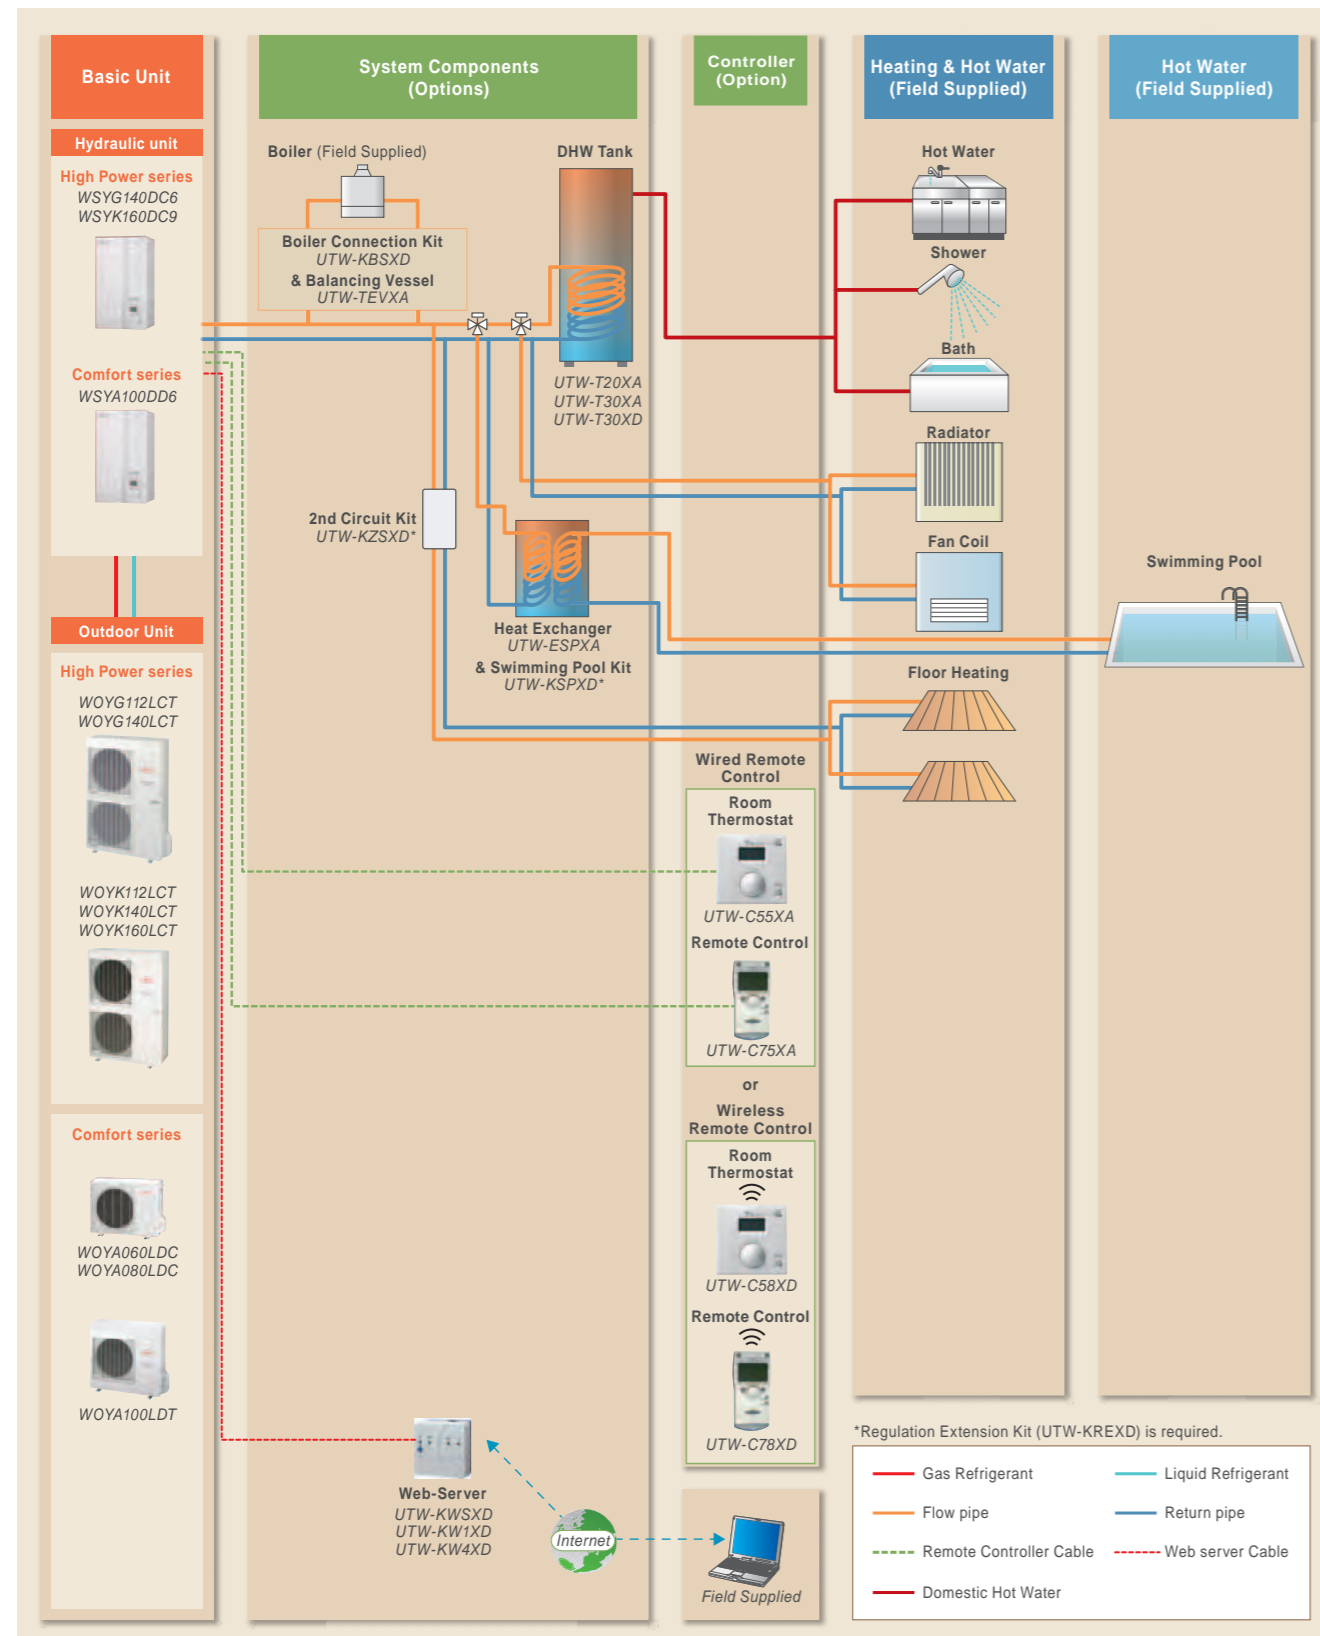 Basic Unit
Hydraulic unit
High Power series
WSYG140DC6
WSYK160DC9
Comfort series
WSYA100DD6
Outdoor Unit
High Power series
WOYG112LCT
WOYG140LCT
WOYK112LCT
WOYK140LCT
WOYK160LCT
Comfort series
WOYA060LDC
WOYA080LDC
WOYA100LDT
System Components
(Options)
Boiler (Field Supplied)
Boiler Connection Kit
UTW-KBSXD
& Balancing Vessel
UTW-TEVXA
DHW Tank
UTW-T20XA
UTW-T30XA
UTW-T30XD
2nd Circuit Kit
UTW-KZSXD*
Heat Exchanger
UTW-ESPXA
& Swimming Pool Kit
UTW-KSPXD*
Web-Server
UTW-KWSXD
UTW-KW1XD
UTW-KW4XD
Internet
Controller
(Option)
Wired Remote
Control
Room
Thermostat
UTW-C55XA
Remote Control
UTW-C75XA
or
Wireless
Remote Control
Room
Thermostat
UTW-C58XD
Remote Control
UTW-C78XD
Field Supplied
Heating & Hot Water
(Field Supplied)
Hot Water
Shower
Bath
Radiator
Fan Coil
Floor Heating
Hot Water
(Field Supplied)
Swimming Pool
*Regulation Extension Kit (UTW-KREXD) is required.
Gas Refrigerant
Liquid Refrigerant
Flow pipe
Return pipe
Remote Controller Cable
Web server Cable
Domestic Hot Water